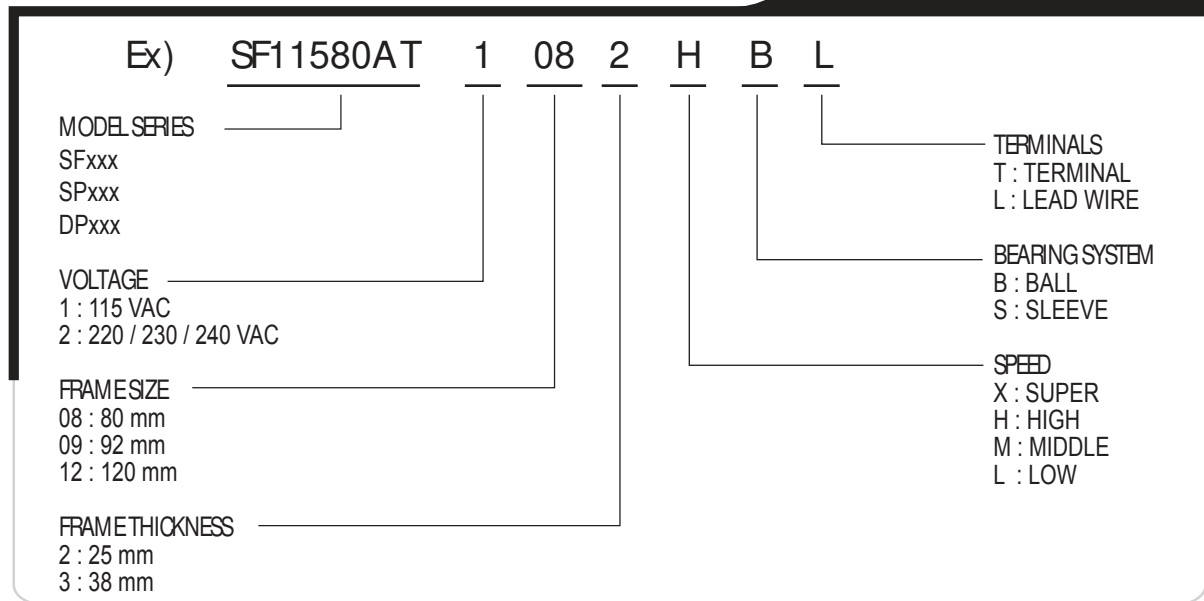 Ex) SF11580AT 1 08 2 H B L
MODEL SERIES
SFxxx
SPxxx
DPxxx
VOLTAGE
1 : 115 VAC
2 : 220 / 230 / 240 VAC
FRAME SIZE
08 : 80 mm
09 : 92 mm
12 : 120 mm
FRAME THICKNESS
2 : 25 mm
3 : 38 mm
TERMINALS
T : TERMINAL
L : LEAD WIRE
BEARING SYSTEM
B : BALL
S : SLEEVE
SPEED
X : SUPER
H : HIGH
M : MIDDLE
L : LOW